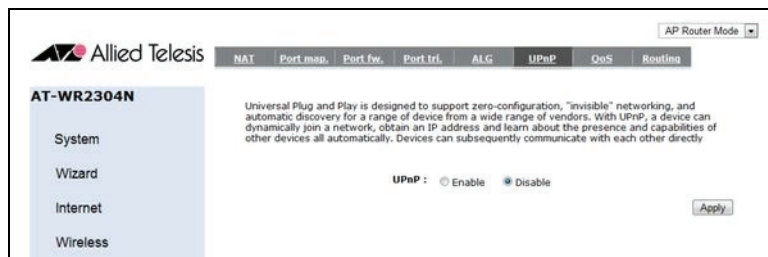 AP Router Mode
Allied Telesis
NAT Port map. Port fw. Port tri. ALG UPnP QoS Routing
AT-WR2304N
System
Wizard
Internet
Wireless
Universal Plug and Play is designed to support zero-configuration, "invisible" networking, and
automatic discovery for a range of device from a wide range of vendors. With UPnP, a device can
dynamically join a network, obtain an IP address and learn about the presence and capabilities of
other devices all automatically. Devices can subsequently communicate with each other directly
UPnP : Enable Disable
Apply